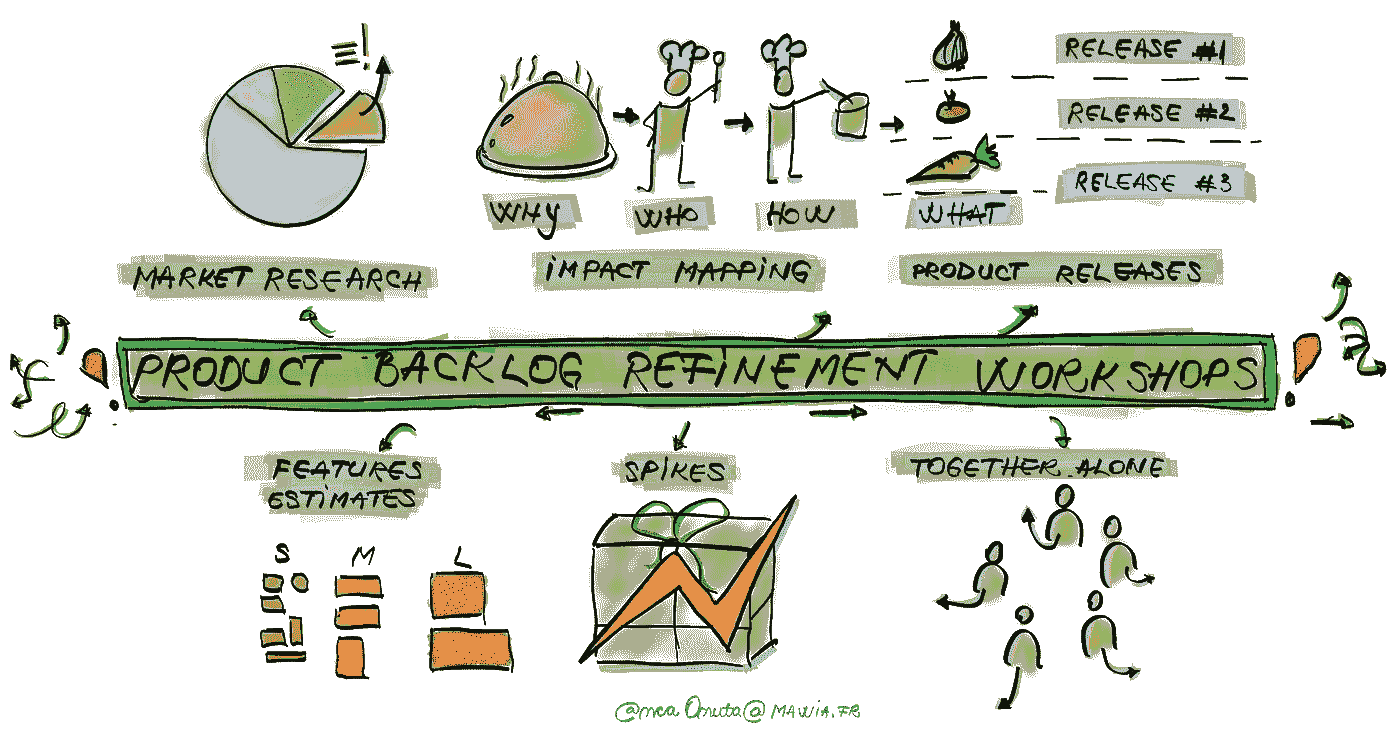 RELEASE #1
RELEASE #2
RELEASE #3
WHY WHO HOW WHAT
MARKET RESEARCH
IMPACT MAPPING
PRODUCT RELEASES
PRODUCT BACKLOG REFINEMENT WORKSHOPS
FEATURES
ESTIMATES
SPIKES
TOGETHER ALONE
S M L
@nca Onuta@ MAWIA.FR